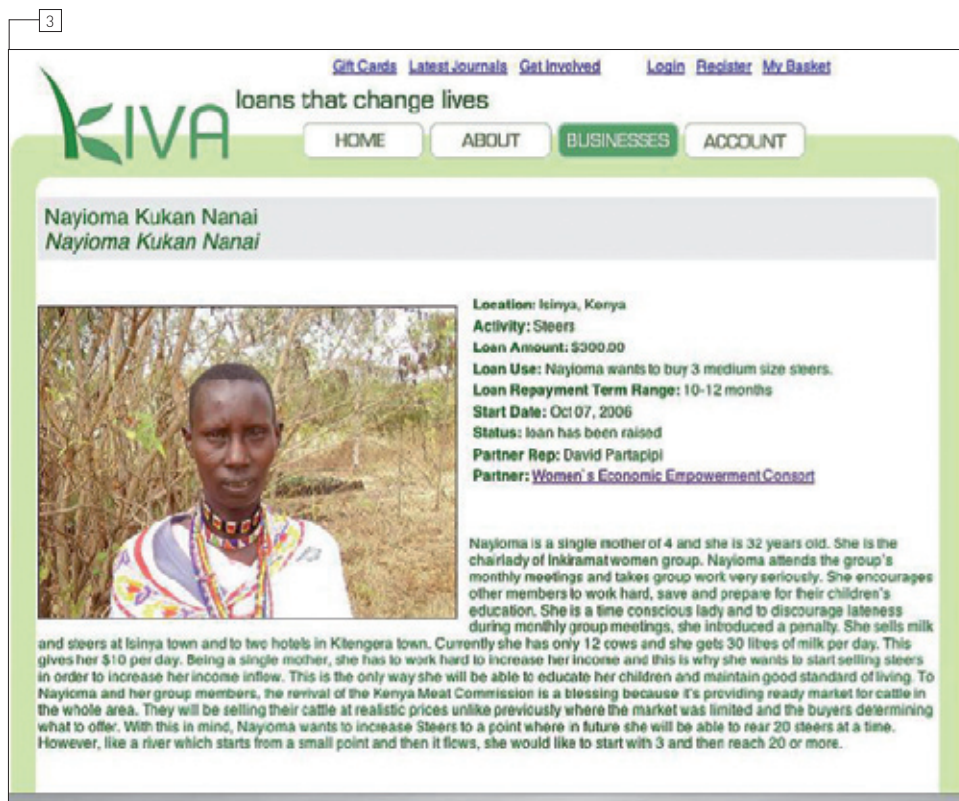 3
Gift Cards Latest Journals Get Involved Login Register My Basket
KIVA
loans that change lives
HOME ABOUT BUSINESSES ACCOUNT
Nayioma Kukan Nanai
Nayioma Kukan Nanai
Location: Isinya, Kenya
Activity: Steers
Loan Amount: $300.00
Loan Use: Nayioma wants to buy 3 medium size steers.
Loan Repayment Term Range: 10-12 months
Start Date: Oct 07, 2006
Status: loan has been raised
Partner Rep: David Partapipi
Partner: Women`s Economic Empowerment Consort
Nayioma is a single mother of 4 and she is 32 years old. She is the
chairlady of Inkiramat women group. Nayioma attends the group's
monthly meetings and takes group work very seriously. She encourages
other members to work hard, save and prepare for their children's
education. She is a time conscious lady and to discourage lateness
during monthly group meetings, she introduced a penalty. She sells milk
and steers at Isinya town and to two hotels in Kitengera town. Currently she has only 12 cows and she gets 30 litres of milk per day. This
gives her $10 per day. Being a single mother, she has to work hard to increase her income and this is why she wants to start selling steers
in order to increase her income inflow. This is the only way she will be able to educate her children and maintain good standard of living. To
Nayioma and her group members, the revival of the Kenya Meat Commission is a blessing because it's providing ready market for cattle in
the whole area. They will be selling their cattle at realistic prices unlike previously where the market was limited and the buyers determining
what to offer. With this in mind, Nayioma wants to increase Steers to a point where in future she will be able to rear 20 steers at a time.
However, like a river which starts from a small point and then it flows, she would like to start with 3 and then reach 20 or more.